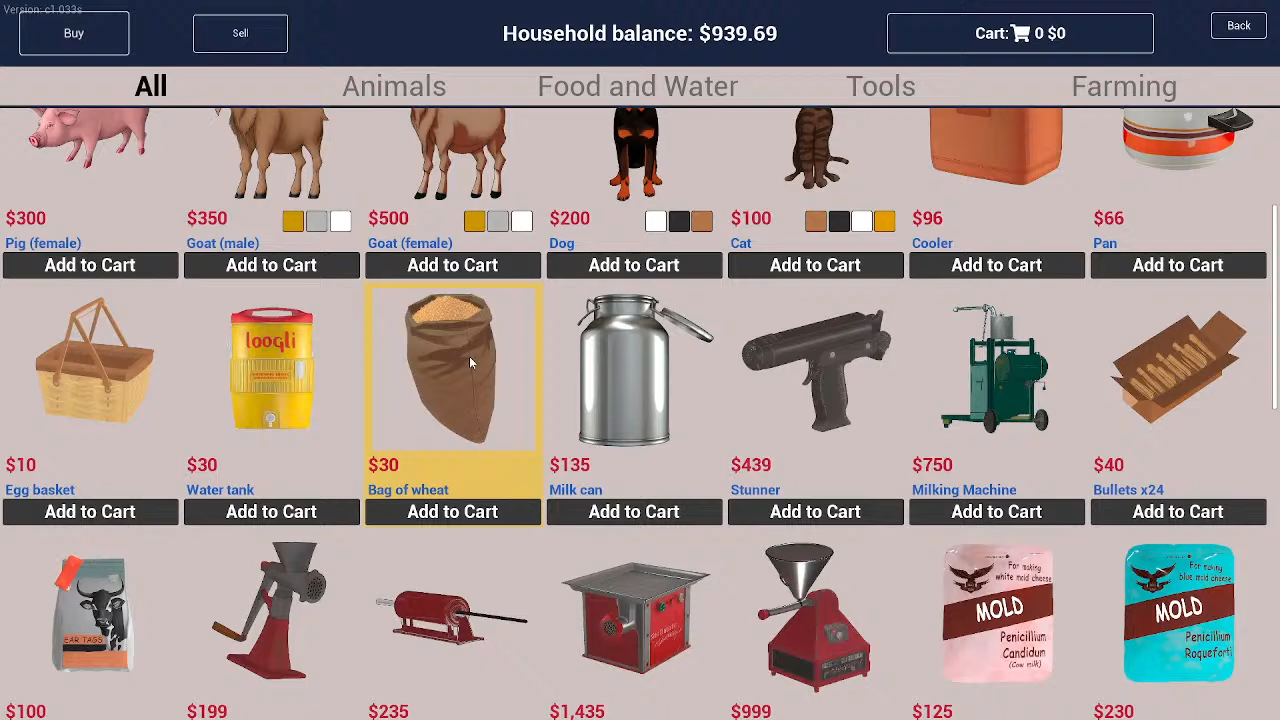 Version: c1.033s
Buy
Sell
Household balance: $939.69
Cart: 0 $0
Back
All
Animals
Food and Water
Tools
Farming
$300
$350
$500
$200
$100
$96
$66
Pig (female)
Goat (male)
Goat (female)
Dog
Cat
Cooler
Pan
Add to Cart
Add to Cart
Add to Cart
Add to Cart
Add to Cart
Add to Cart
Add to Cart
looqli
$10
$30
$30
$135
$439
$750
$40
Egg basket
Water tank
Bag of wheat
Milk can
Stunner
Milking Machine
Bullets x24
Add to Cart
Add to Cart
Add to Cart
Add to Cart
Add to Cart
Add to Cart
Add to Cart
EAR TAGS
For making
white mold cheese
MOLD
Penicillium
Candidum
(Cow milk)
For making
blue mold cheese
MOLD
Penicillium
Roqueforti
$100
$199
$235
$1,435
$999
$125
$230